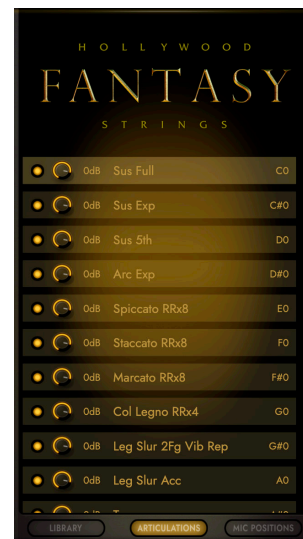 HOLLYWOOD
FANTASY
STRINGS
0dB Sus Full C0
0dB Sus Exp C#0
0dB Sus 5th D0
0dB Arc Exp D#0
0dB Spiccato RRx8 E0
0dB Staccato RRx8 F0
0dB Marcato RRx8 F#0
0dB Col Legno RRx4 G0
0dB Leg Slur 2Fg Vib Rep G#0
0dB Leg Slur Acc A0
LIBRARY ARTICULATIONS MIC POSITIONS